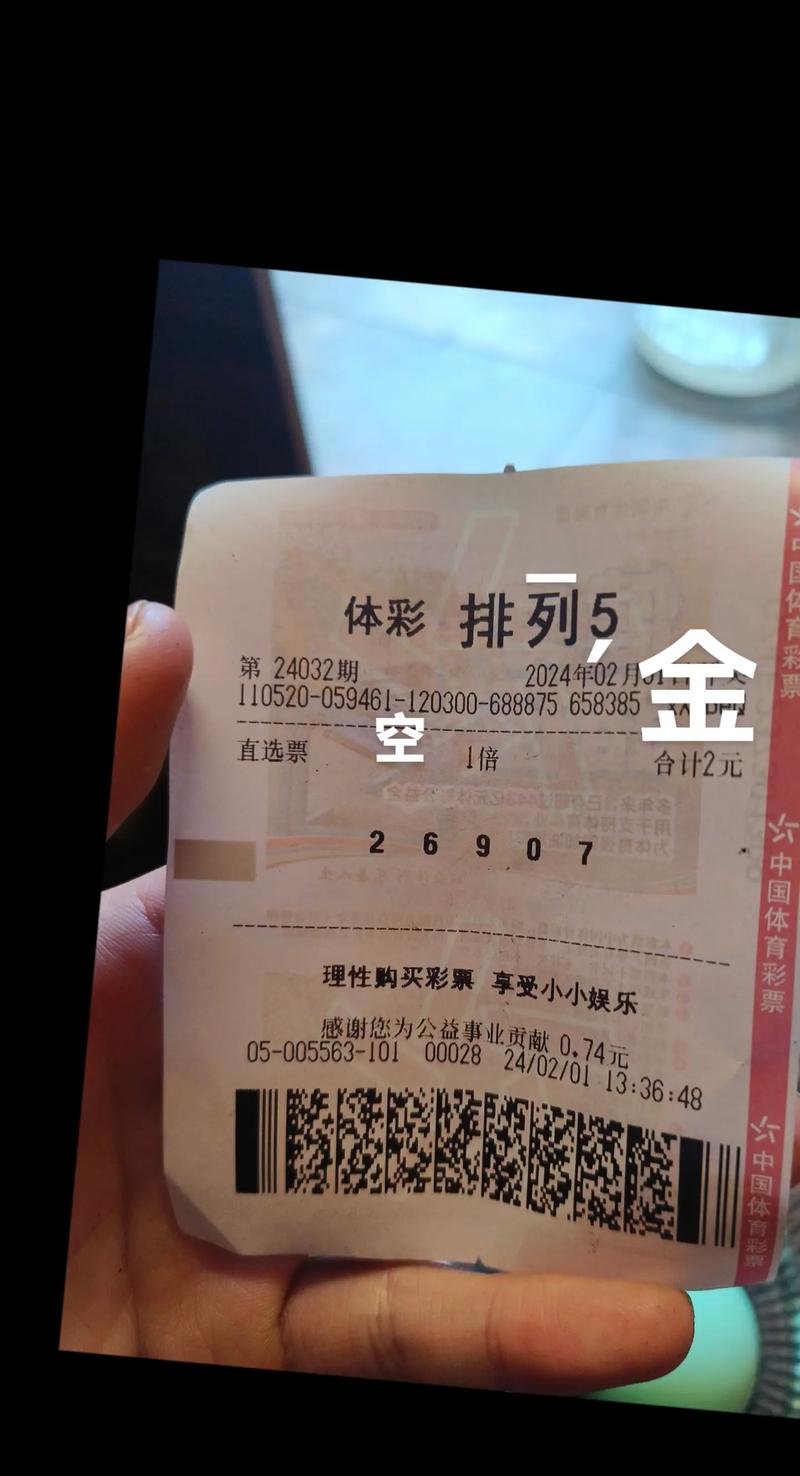 体彩 排列5
第 24032期 2024年02月01日开奖
110520-059461-120300-688875 658385
金
空
直选票 1倍 合计2元
2 6 9 0 7
理性购买彩票 享受小小娱乐
感谢您为公益事业贡献 0.74元
05-005563-101 00028 24/02/01 13:36:48
中国体育彩票
中国体育彩票
中国体育彩票